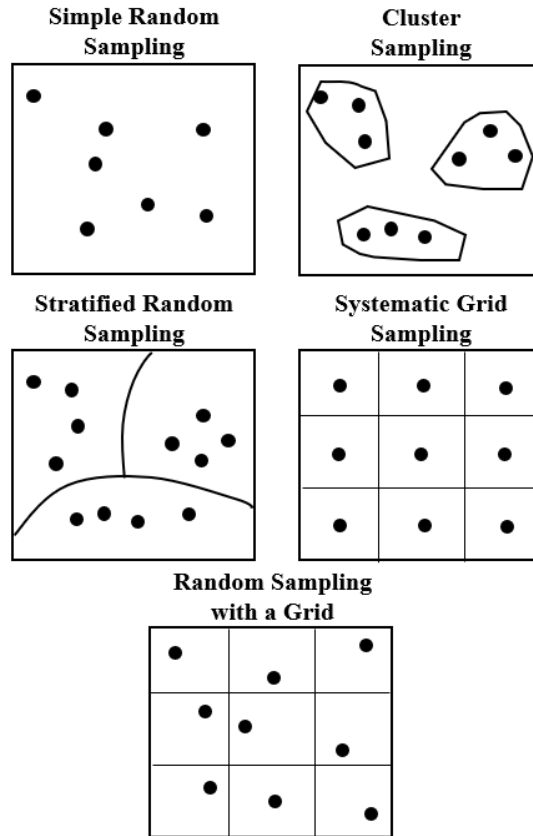 Simple Random
Sampling
Cluster
Sampling
Stratified Random
Sampling
Systematic Grid
Sampling
Random Sampling
with a Grid